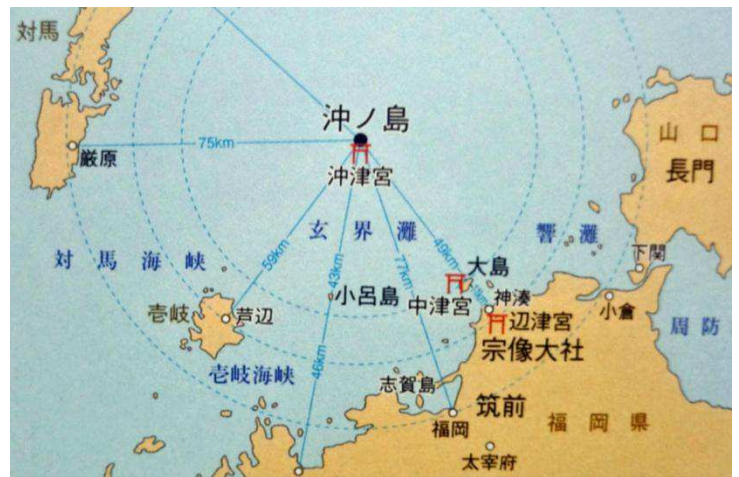 対馬
沖ノ島
山口
長門
厳原
75km
沖津宮
玄界灘
響灘
対馬海峡
59km
43km
77km
49km
大島
下関
小呂島
中津宮
神湊
小倉
壱岐
芦辺
辺津宮
周防
宗像大社
壱岐海峡
46km
志賀島
筑前
福岡
福岡県
太宰府